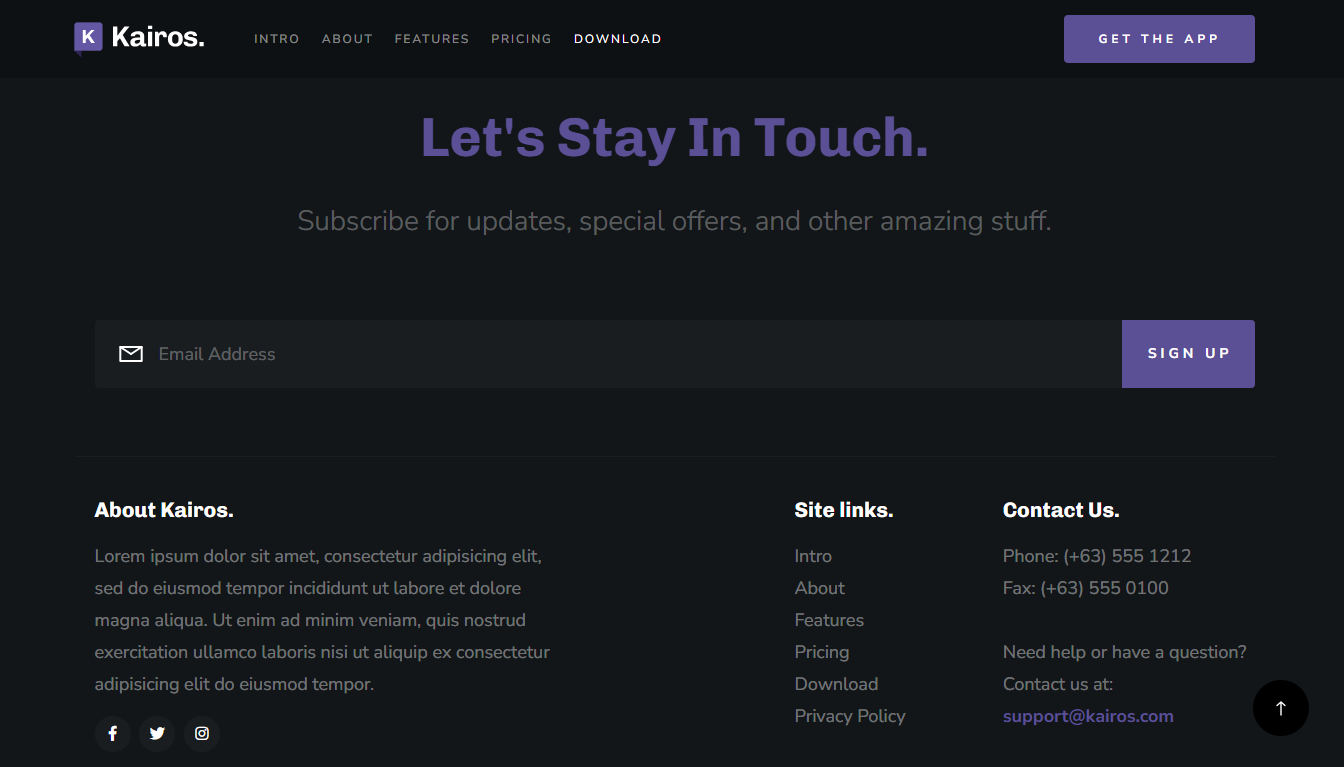 K Kairos.
INTRO ABOUT FEATURES PRICING DOWNLOAD
GET THE APP
Let's Stay In Touch.
Subscribe for updates, special offers, and other amazing stuff.
Email Address
SIGN UP
About Kairos.
Lorem ipsum dolor sit amet, consectetur adipisicing elit,
sed do eiusmod tempor incididunt ut labore et dolore
magna aliqua. Ut enim ad minim veniam, quis nostrud
exercitation ullamco laboris nisi ut aliquip ex consectetur
adipisicing elit do eiusmod tempor.
Site links.
Intro
About
Features
Pricing
Download
Privacy Policy
Contact Us.
Phone: (+63) 555 1212
Fax: (+63) 555 0100
Need help or have a question?
Contact us at:
support@kairos.com